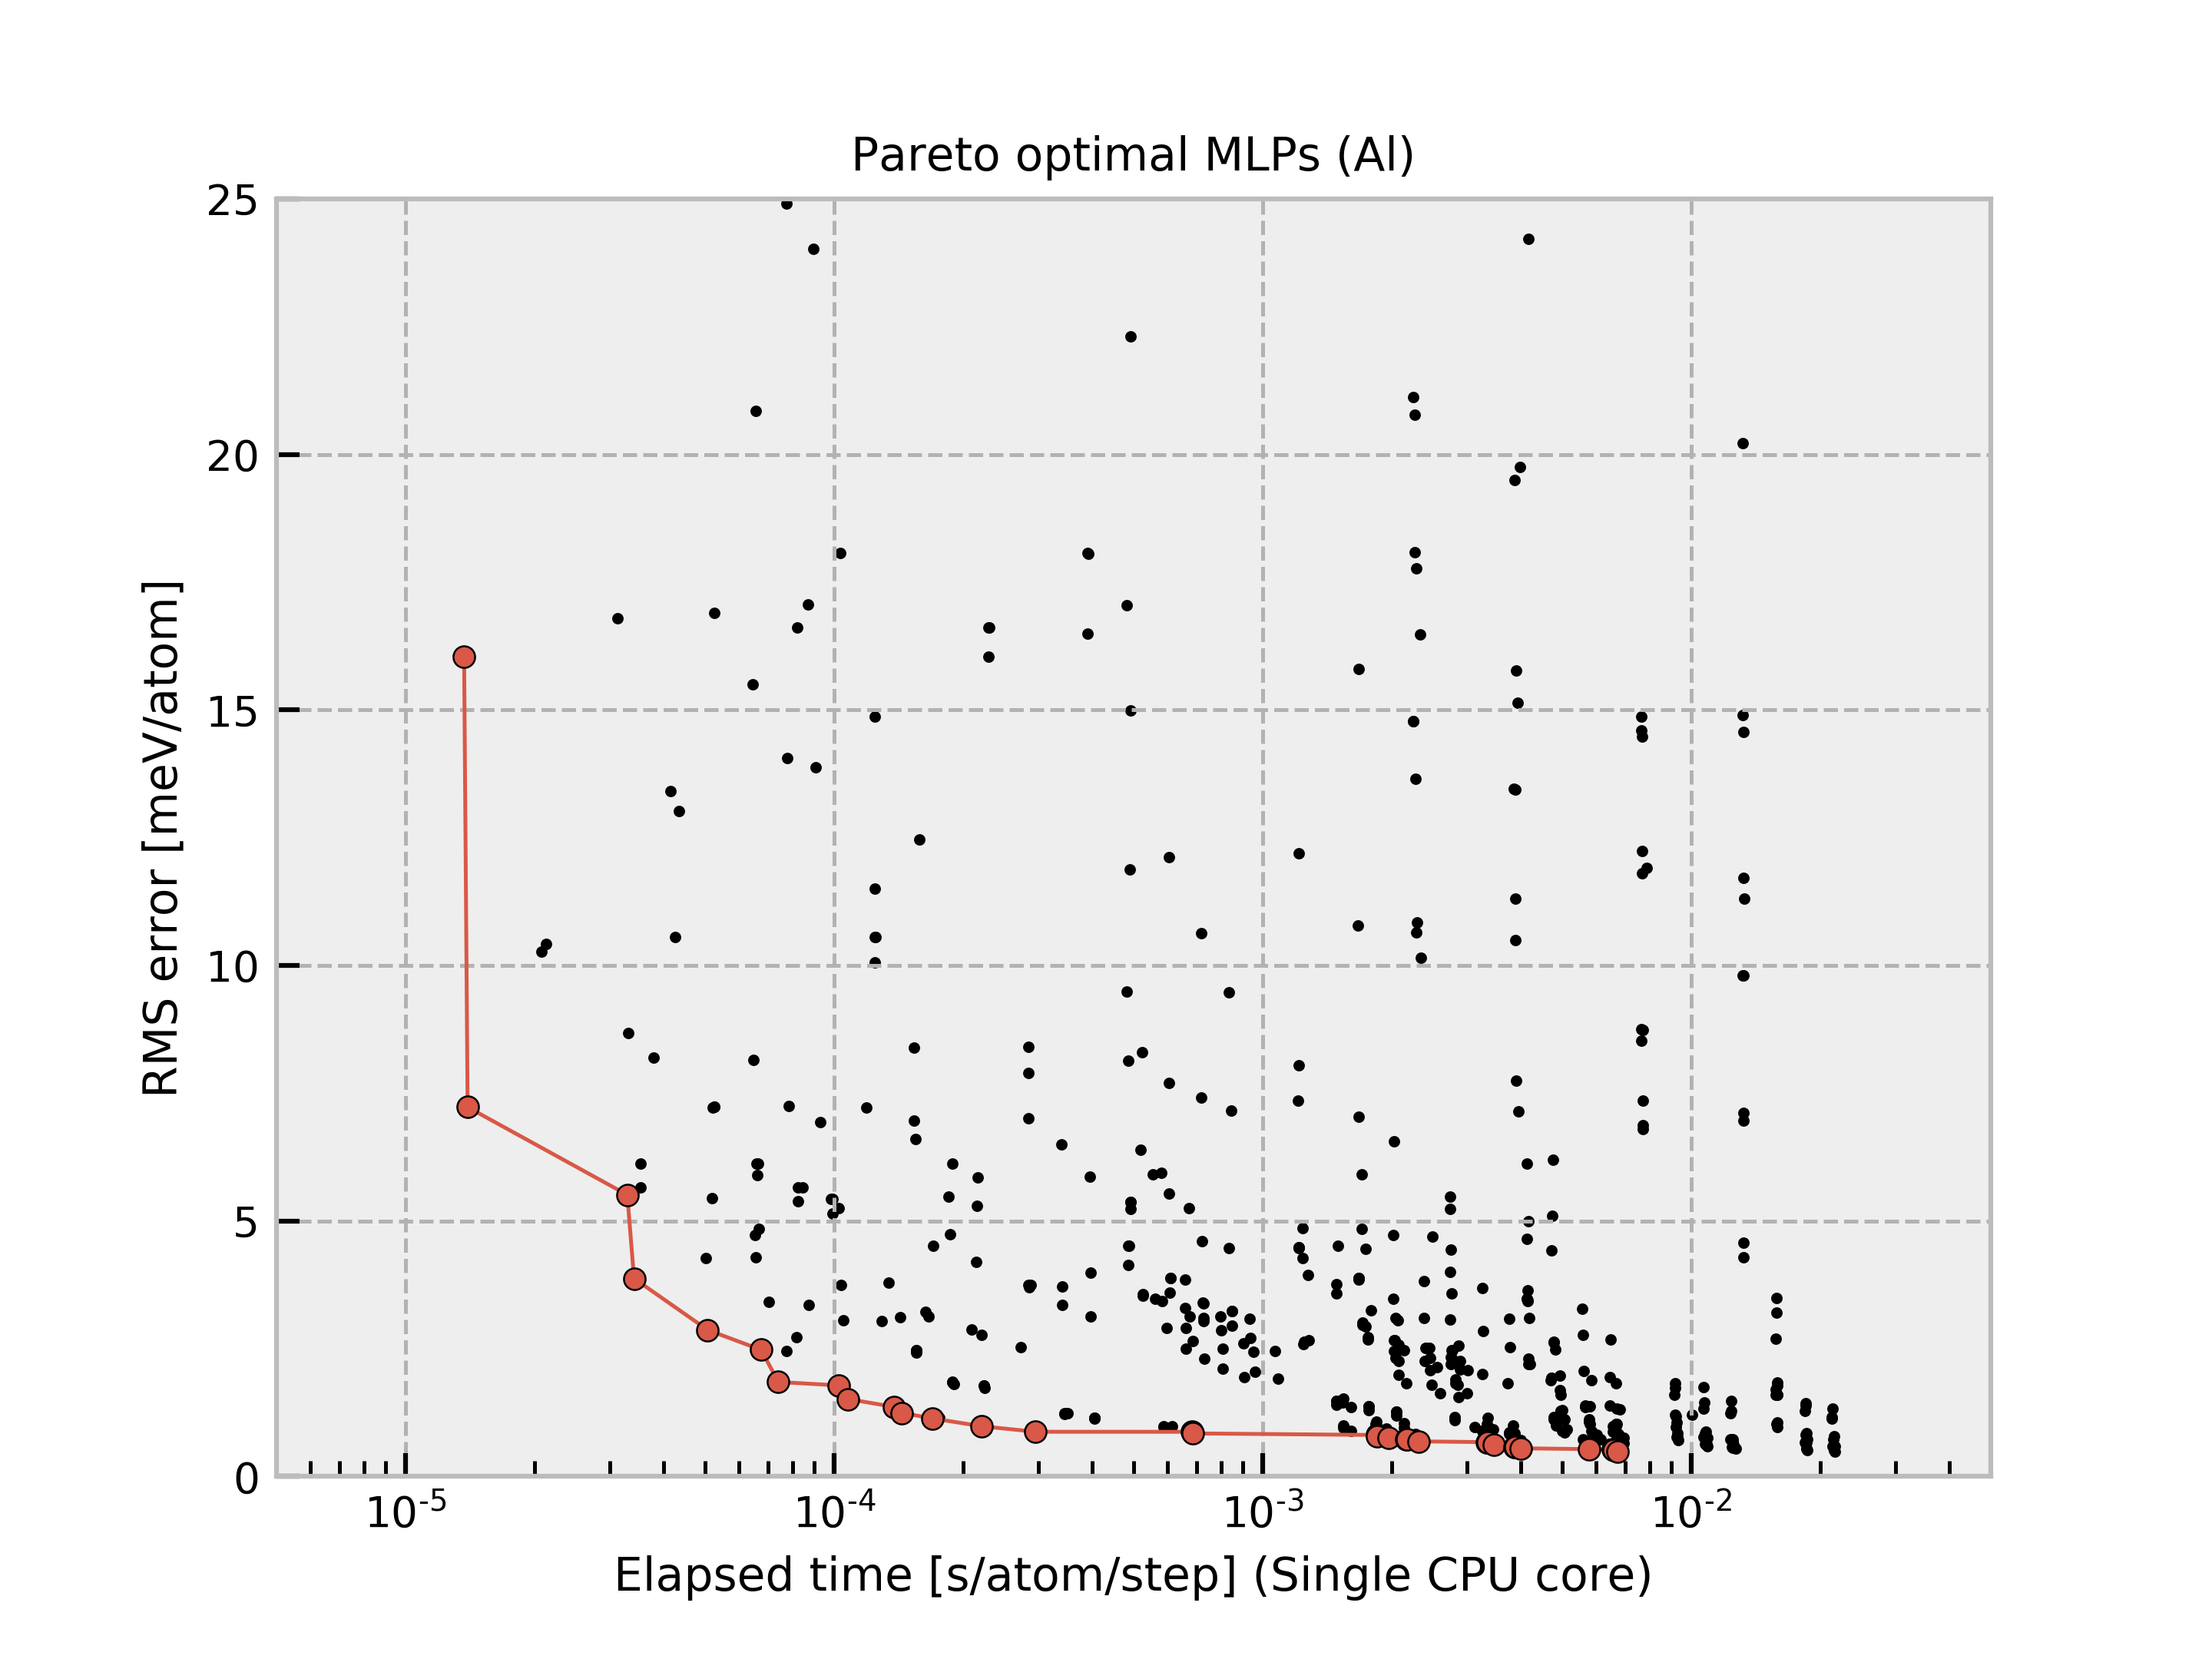 Pareto optimal MLPs (Al)
25
20
15
10
5
0
RMS error [meV/atom]
10-5 10-4 10-3 10-2
Elapsed time [s/atom/step] (Single CPU core)